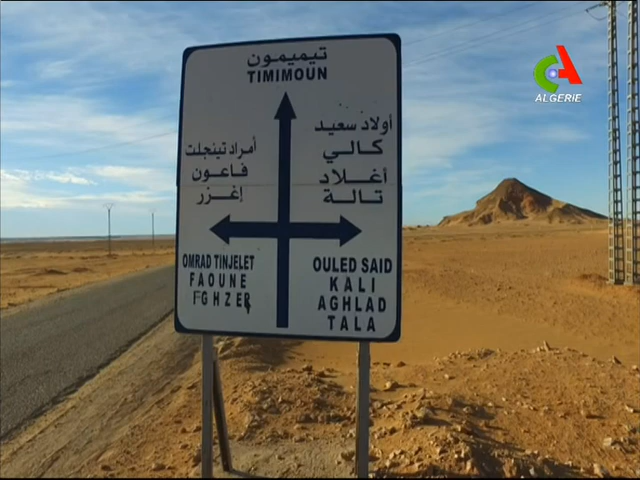 تيميمون
TIMIMOUN
أولاد سعيد
كالي
أغلاد
تالة
أمراد تينجلت
فاعون
إغزر
OMRAD TINJELET
FAOUNE
IGHZER
OULED SAID
KALI
AGHLAD
TALA
ALGERIE